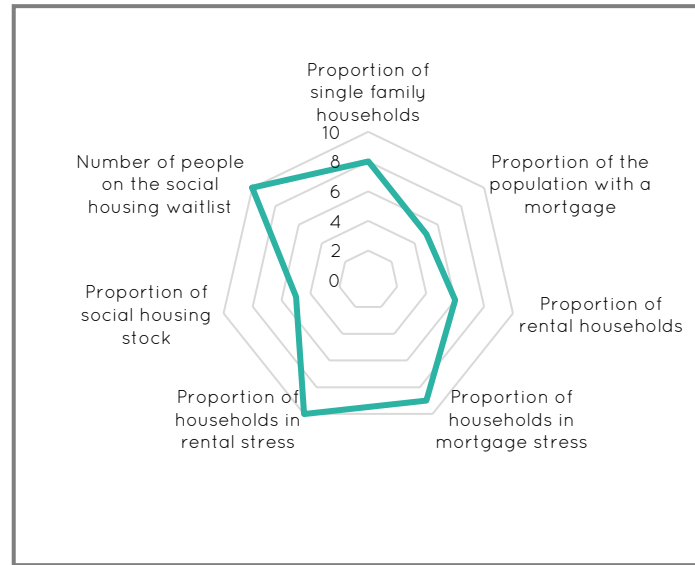 Proportion of
single family
households
10
8
6
4
2
0
Number of people
on the social
housing waitlist
Proportion of the
population with a
mortgage
Proportion of
social housing
stock
Proportion of
rental households
Proportion of
households in
rental stress
Proportion of
households in
mortgage stress